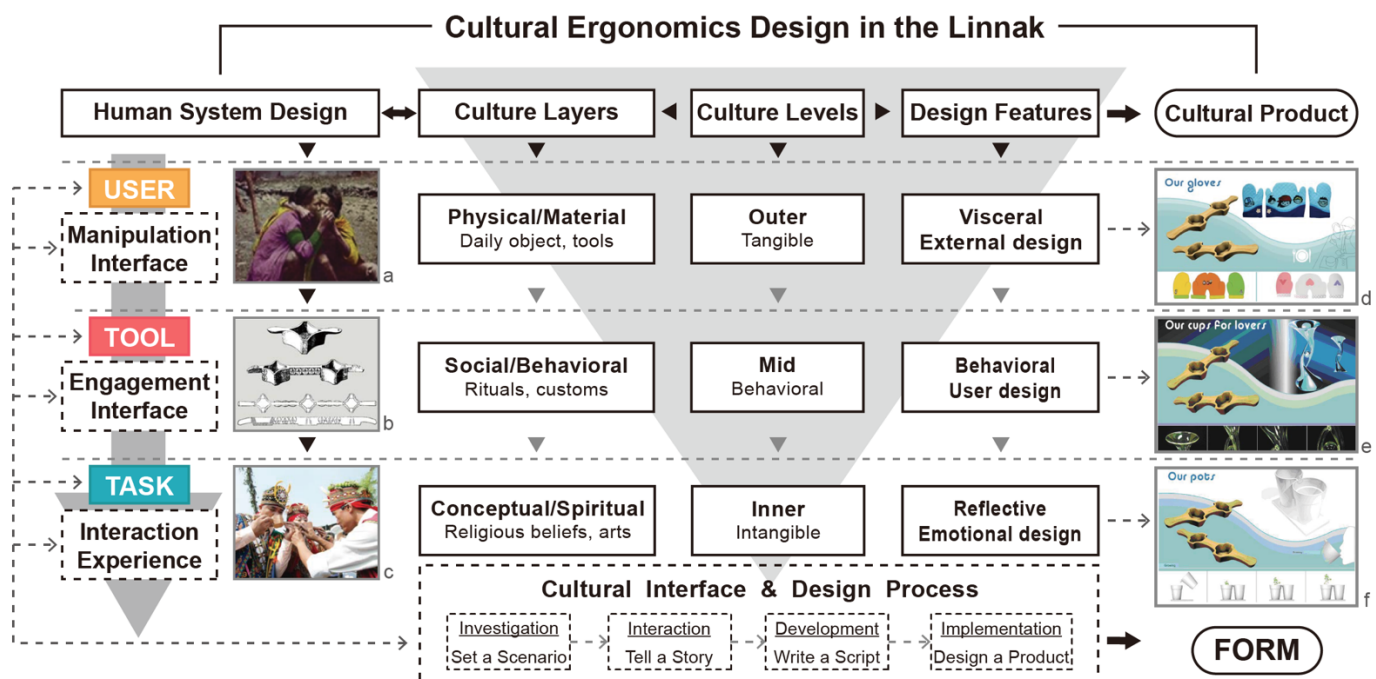 Cultural Ergonomics Design in the Linnak
Human System Design
Culture Layers
Culture Levels
Design Features
Cultural Product
USER
Manipulation
Interface
a
Physical/Material
Daily object, tools
Outer
Tangible
Visceral
External design
Our gloves
d
TOOL
Engagement
Interface
b
Social/Behavioral
Rituals, customs
Mid
Behavioral
Behavioral
User design
Our cups for lovers
e
TASK
Interaction
Experience
c
Conceptual/Spiritual
Religious beliefs, arts
Inner
Intangible
Reflective
Emotional design
Our pots
f
Cultural Interface & Design Process
Investigation
Set a Scenario
Interaction
Tell a Story
Development
Write a Script
Implementation
Design a Product
FORM